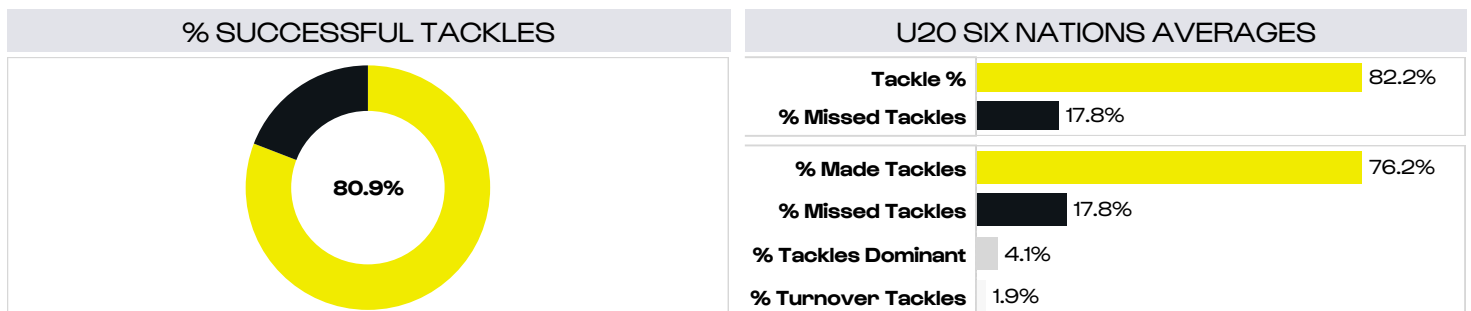 % SUCCESSFUL TACKLES
80.9%
U20 SIX NATIONS AVERAGES
Tackle % 82.2%
% Missed Tackles 17.8%
% Made Tackles 76.2%
% Missed Tackles 17.8%
% Tackles Dominant 4.1%
% Turnover Tackles 1.9%